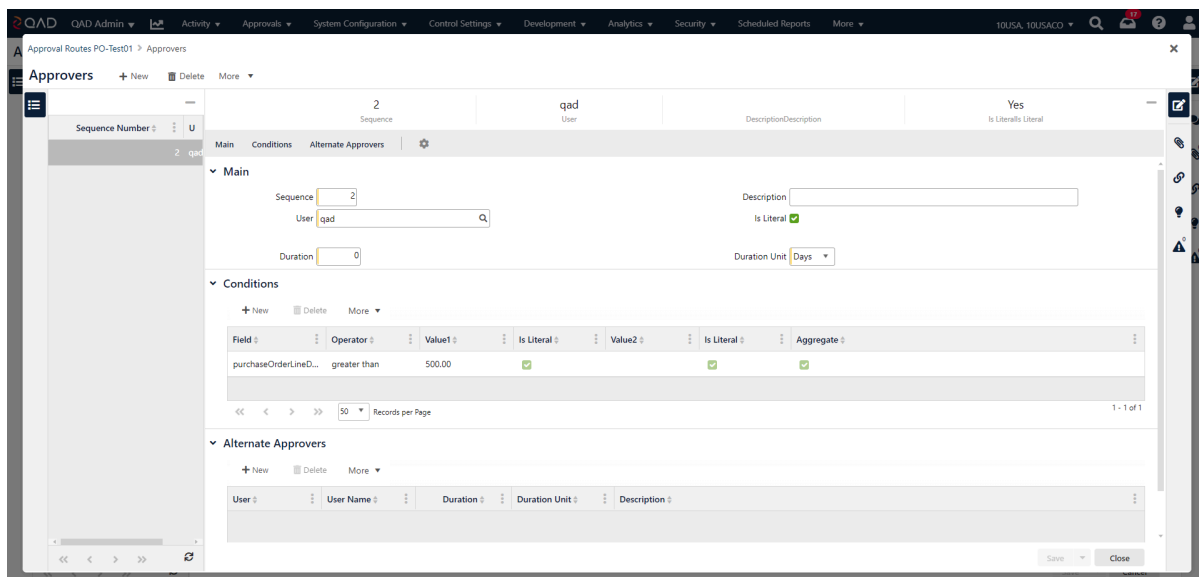 QAD QAD Admin Activity Approvals System Configuration Control Settings Development Analytics Security Scheduled Reports More 10USA, 10USACO 17
Approval Routes PO-Test01 > Approvers
Approvers + New Delete More
2 qad Yes
Sequence User DescriptionDescription Is LiteralIs Literal
Sequence Number U
2 qad
Main Conditions Alternate Approvers
Main
Sequence 2 Description
User qad Is Literal
Duration 0 Duration Unit Days
Conditions
+ New Delete More
Field Operator Value1 Is Literal Value2 Is Literal Aggregate
purchaseOrderLineD... greater than 500.00
50 Records per Page 1 - 1 of 1
Alternate Approvers
+ New Delete More
User User Name Duration Duration Unit Description
Save Close